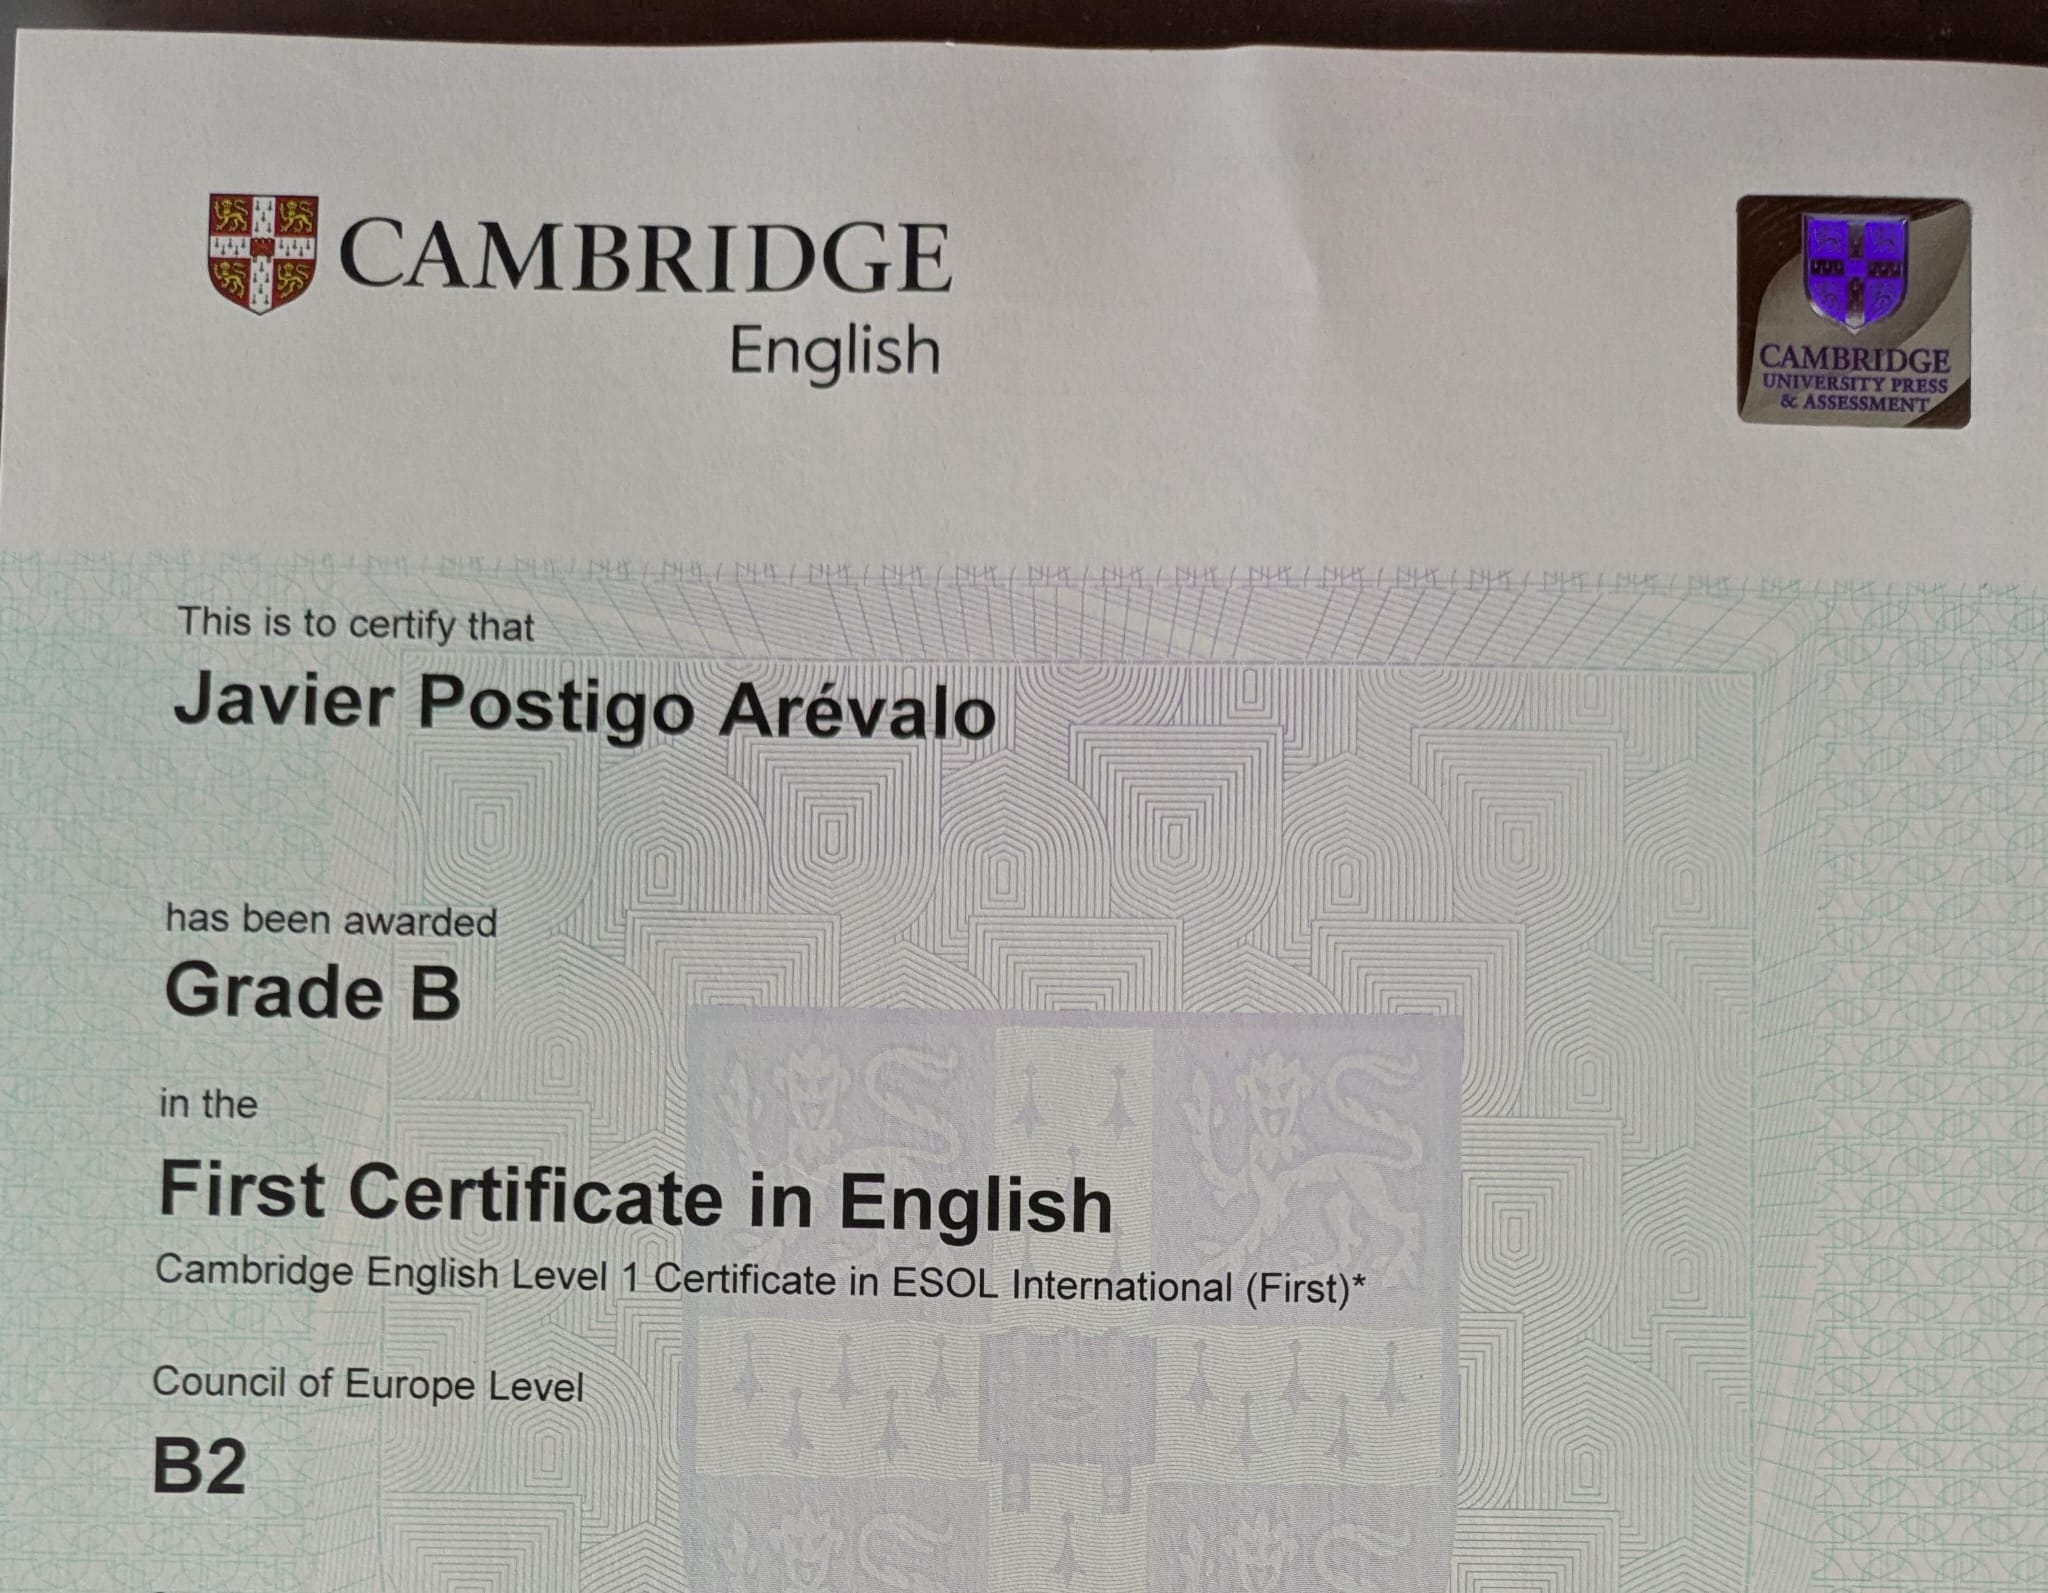 CAMBRIDGE
English
CAMBRIDGE
UNIVERSITY PRESS
& ASSESSMENT
This is to certify that
Javier Postigo Arévalo
has been awarded
Grade B
in the
First Certificate in English
Cambridge English Level 1 Certificate in ESOL International (First)*
Council of Europe Level
B2